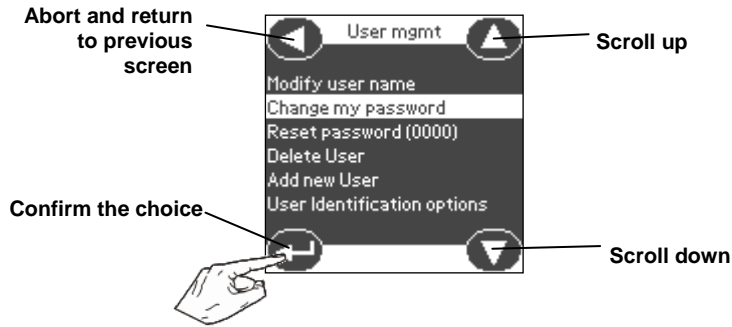 Abort and return
to previous
screen
User mgmt
Scroll up
Modify user name
Change my password
Reset password (0000)
Delete User
Add new User
User Identification options
Confirm the choice
Scroll down